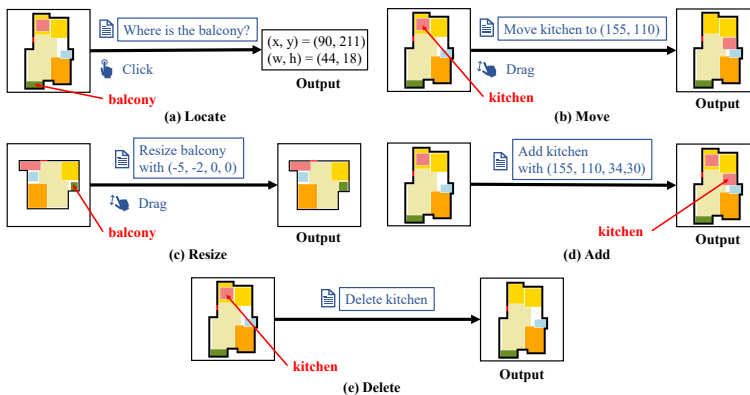 Where is the balcony?
Click
(x, y) = (90, 211)
(w, h) = (44, 18)
Output
balcony
(a) Locate
Move kitchen to (155, 110)
Drag
kitchen
Output
(b) Move
Resize balcony
with (-5, -2, 0, 0)
Drag
balcony
Output
(c) Resize
Add kitchen
with (155, 110, 34,30)
kitchen
Output
(d) Add
Delete kitchen
kitchen
Output
(e) Delete